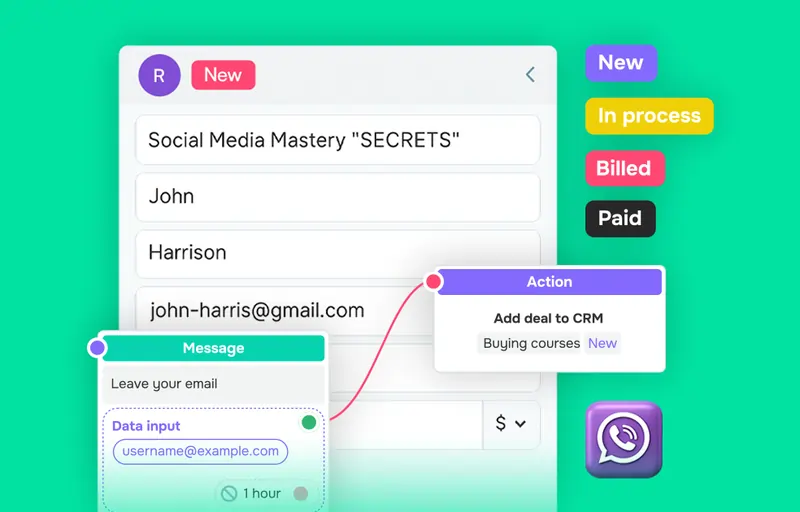 R
New
Social Media Mastery "SECRETS"
John
Harrison
john-harris@gmail.com
$
New
In process
Billed
Paid
Action
Add deal to CRM
Buying courses New
Message
Leave your email
Data input
username@example.com
1 hour